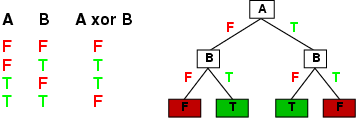 A B A xor B
F F F
F T T
T F T
T T F
A
F T
B B
F T F T
F T T F